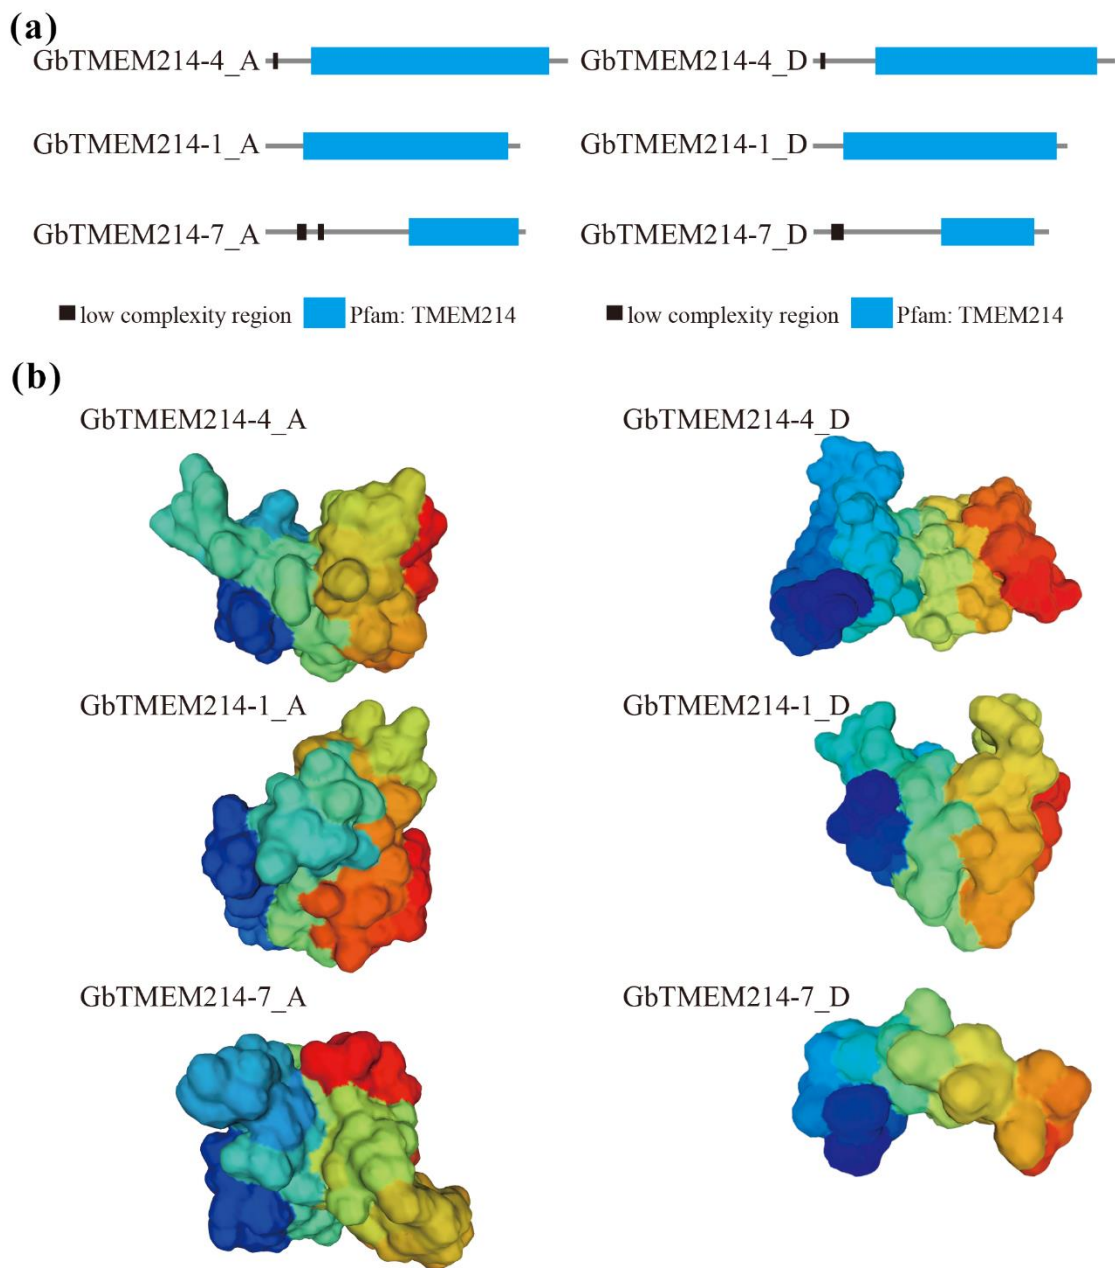 (a)
GbTMEM214-4_A GbTMEM214-4_D
GbTMEM214-1_A GbTMEM214-1_D
GbTMEM214-7_A GbTMEM214-7_D
low complexity region Pfam: TMEM214 low complexity region Pfam: TMEM214
(b)
GbTMEM214-4_A GbTMEM214-4_D
GbTMEM214-1_A GbTMEM214-1_D
GbTMEM214-7_A GbTMEM214-7_D